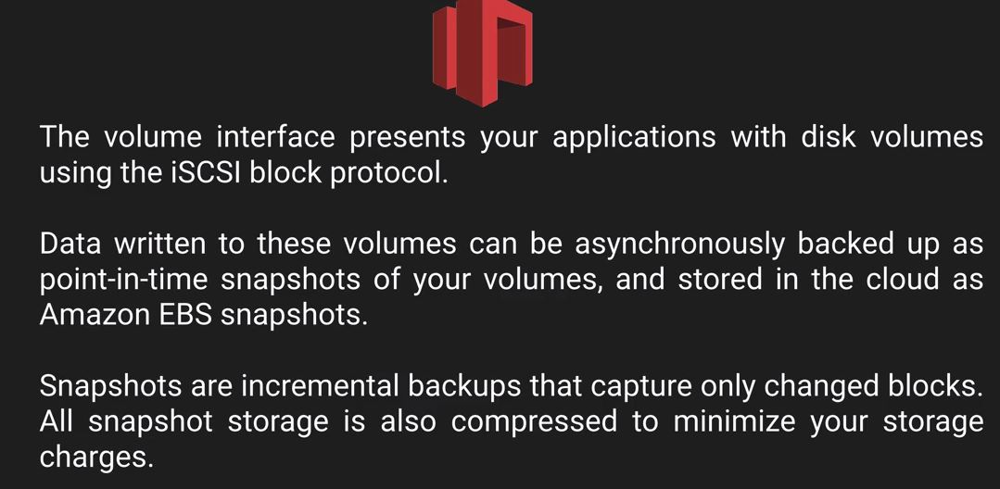 The volume interface presents your applications with disk volumes
using the iSCSI block protocol.
Data written to these volumes can be asynchronously backed up as
point-in-time snapshots of your volumes, and stored in the cloud as
Amazon EBS snapshots.
Snapshots are incremental backups that capture only changed blocks.
All snapshot storage is also compressed to minimize your storage
charges.